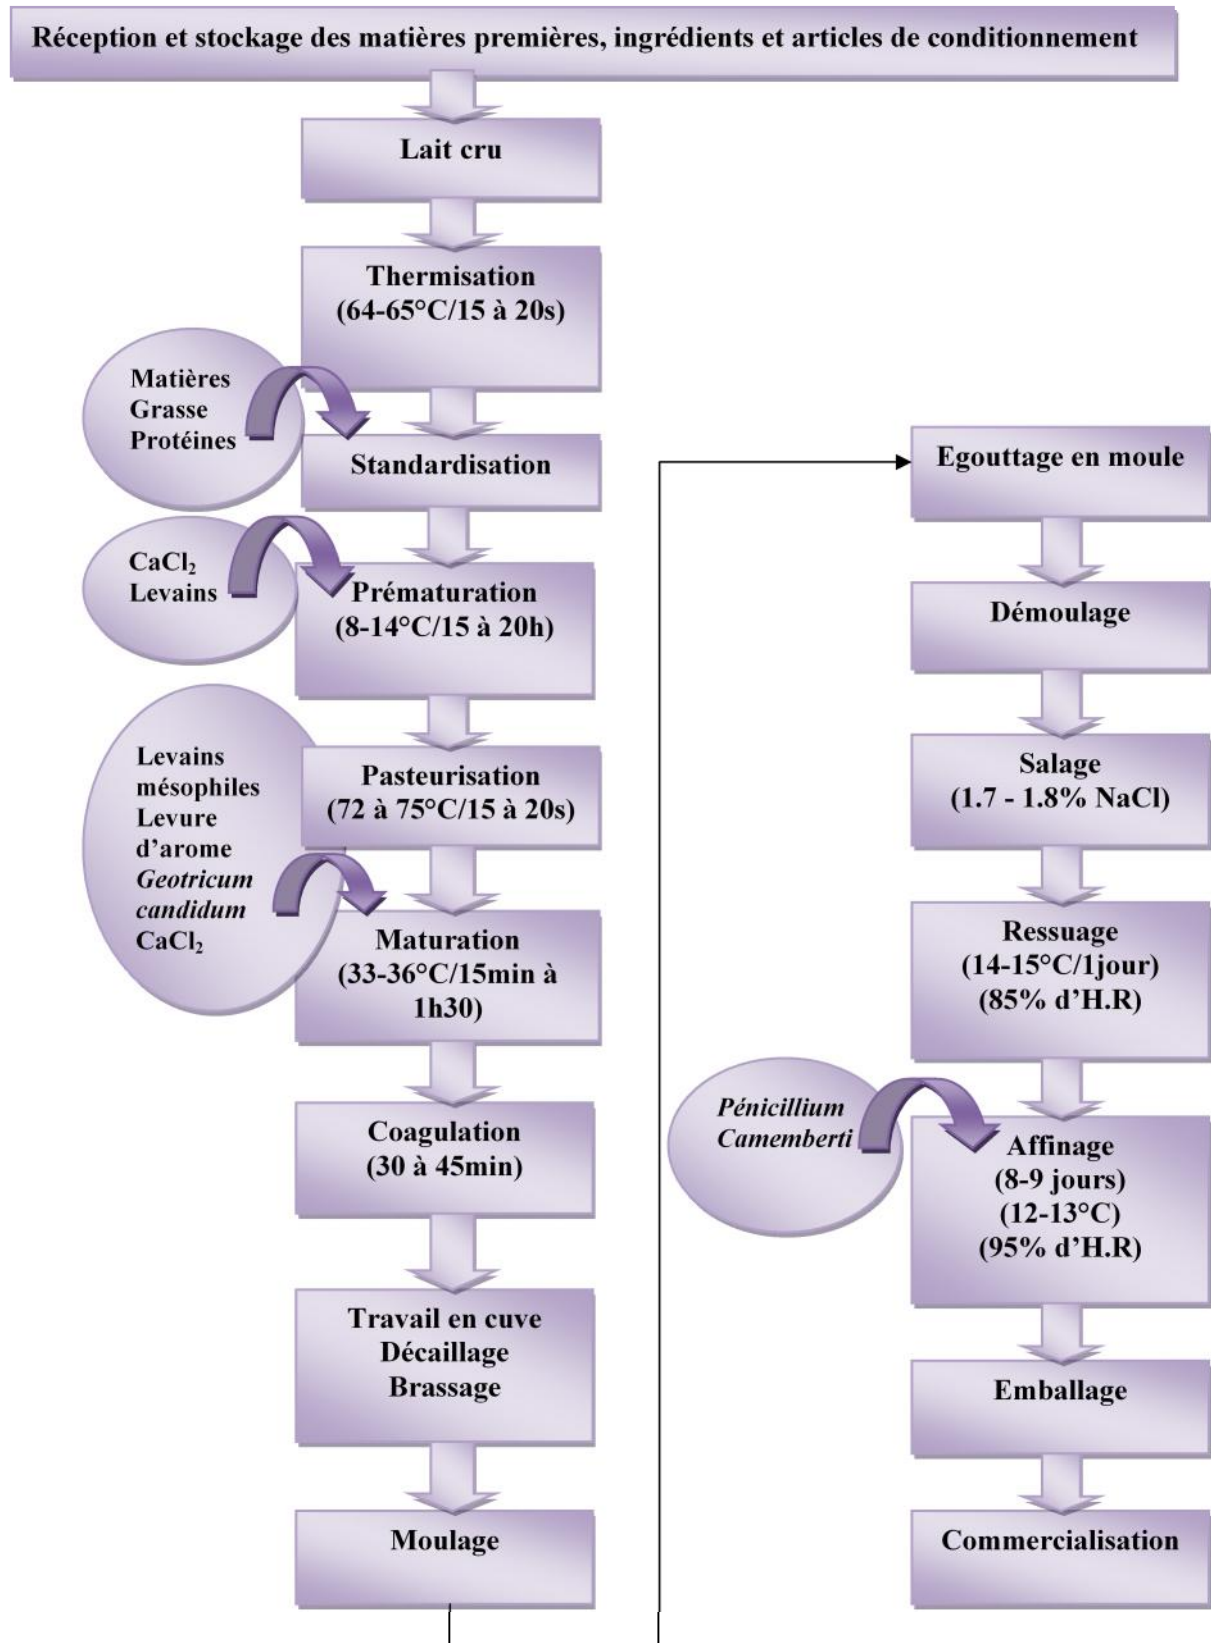 Réception et stockage des matières premières, ingrédients et articles de conditionnement
Lait cru
Thermisation
(64-65°C/15 à 20s)
Matières
Grasse
Protéines
Standardisation
CaCl₂
Levains
Prématuration
(8-14°C/15 à 20h)
Pasteurisation
(72 à 75°C/15 à 20s)
Levains
mésophiles
Levure
d’arome
Geotricum
candidum
CaCl₂
Maturation
(33-36°C/15min à
1h30)
Coagulation
(30 à 45min)
Travail en cuve
Décaillage
Brassage
Moulage
Egouttage en moule
Démoulage
Salage
(1.7 - 1.8% NaCl)
Ressuage
(14-15°C/1jour)
(85% d’H.R)
Pénicillium
Camemberti
Affinage
(8-9 jours)
(12-13°C)
(95% d’H.R)
Emballage
Commercialisation